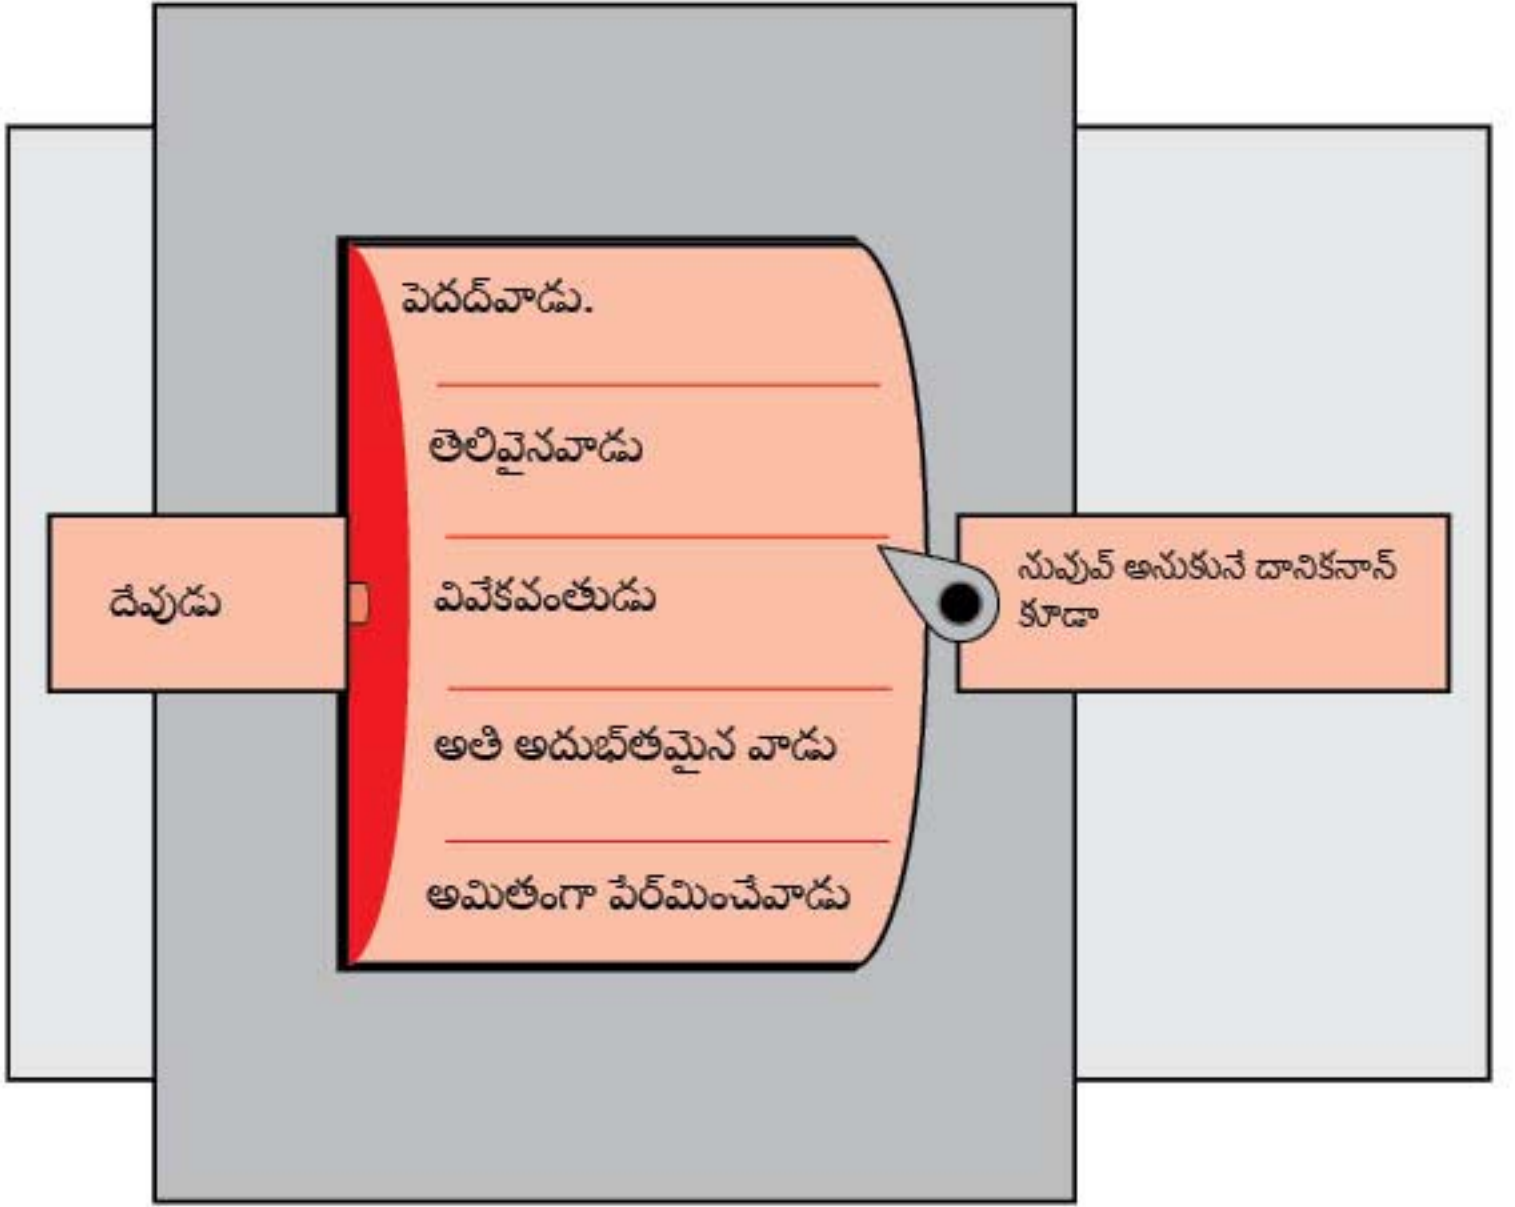 పెదద్‌వాడు.
తెలివైనవాడు
దేవుడు
వివేకవంతుడు
నువువ్ అనుకునే దానికనాన్
కూడా
అతి అదుభ్‌తమైన వాడు
అమితంగా పేర్‌మించేవాడు